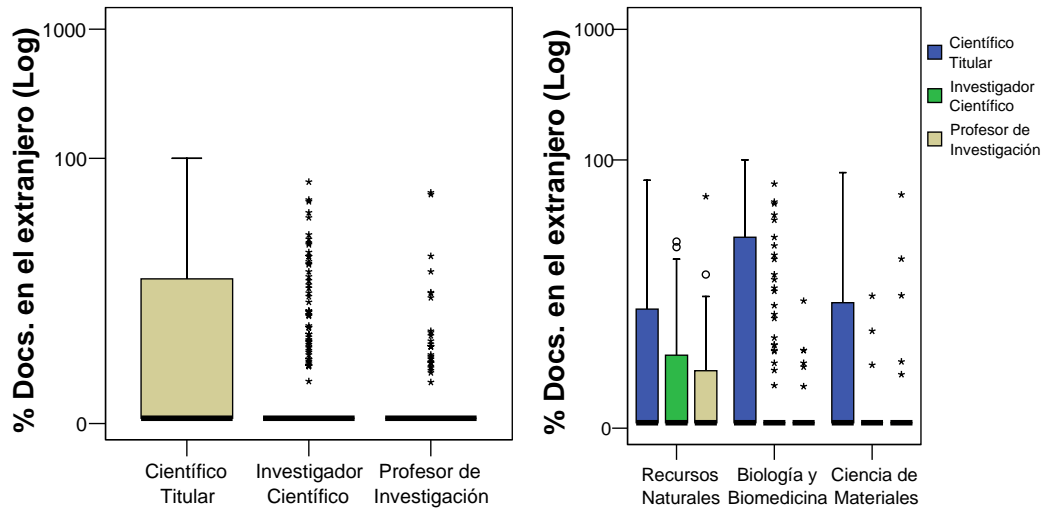 % Docs. en el extranjero (Log)
1000
100
0
Científico
Titular
Investigador
Científico
Profesor de
Investigación
% Docs. en el extranjero (Log)
1000
100
0
Recursos
Naturales
Biología y
Biomedicina
Ciencia de
Materiales
Científico
Titular
Investigador
Científico
Profesor de
Investigación